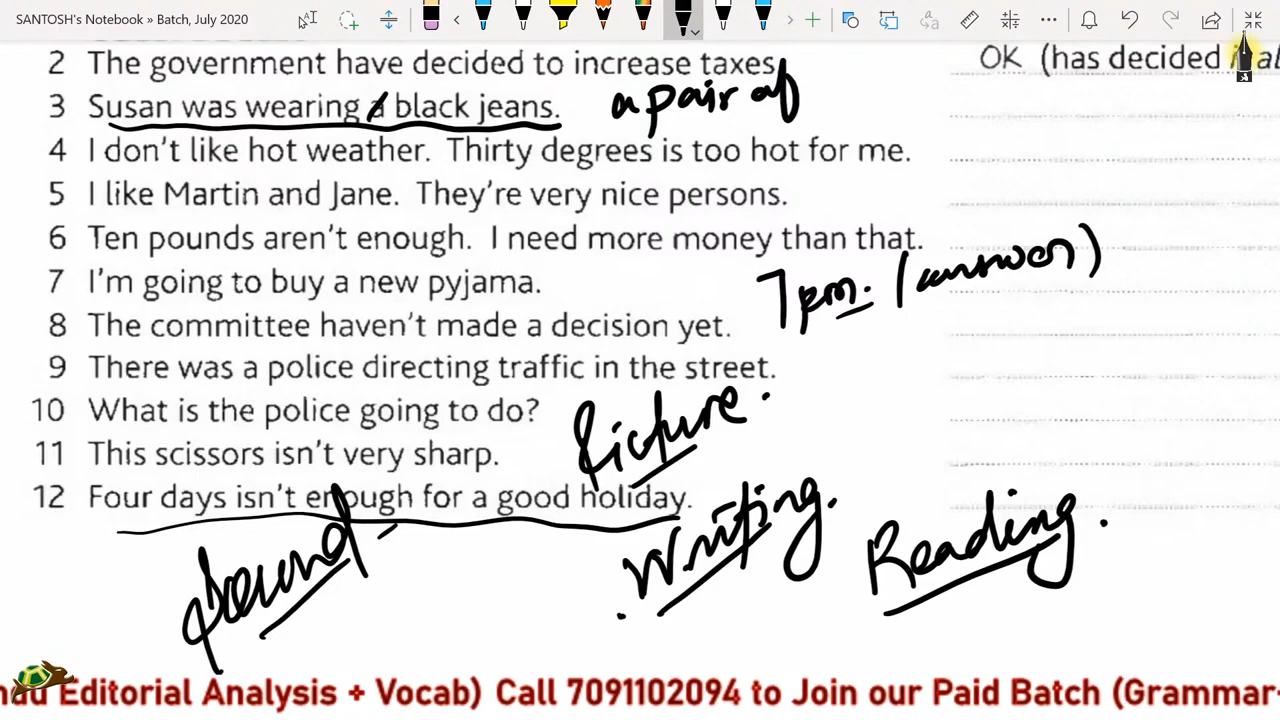 SANTOSH's Notebook » Batch, July 2020
2 The government have decided to increase taxes. OK (has decided is al
3 Susan was wearing a black jeans. a pair of
4 I don't like hot weather. Thirty degrees is too hot for me.
5 I like Martin and Jane. They're very nice persons.
6 Ten pounds aren't enough. I need more money than that.
7 I'm going to buy a new pyjama. 7 pm. (answer)
8 The committee haven't made a decision yet.
9 There was a police directing traffic in the street.
10 What is the police going to do? Picture.
11 This scissors isn't very sharp.
12 Four days isn't enough for a good holiday.
Sound Writing. Reading.
Editorial Analysis + Vocab) Call 7091102094 to Join our Paid Batch (Grammar-